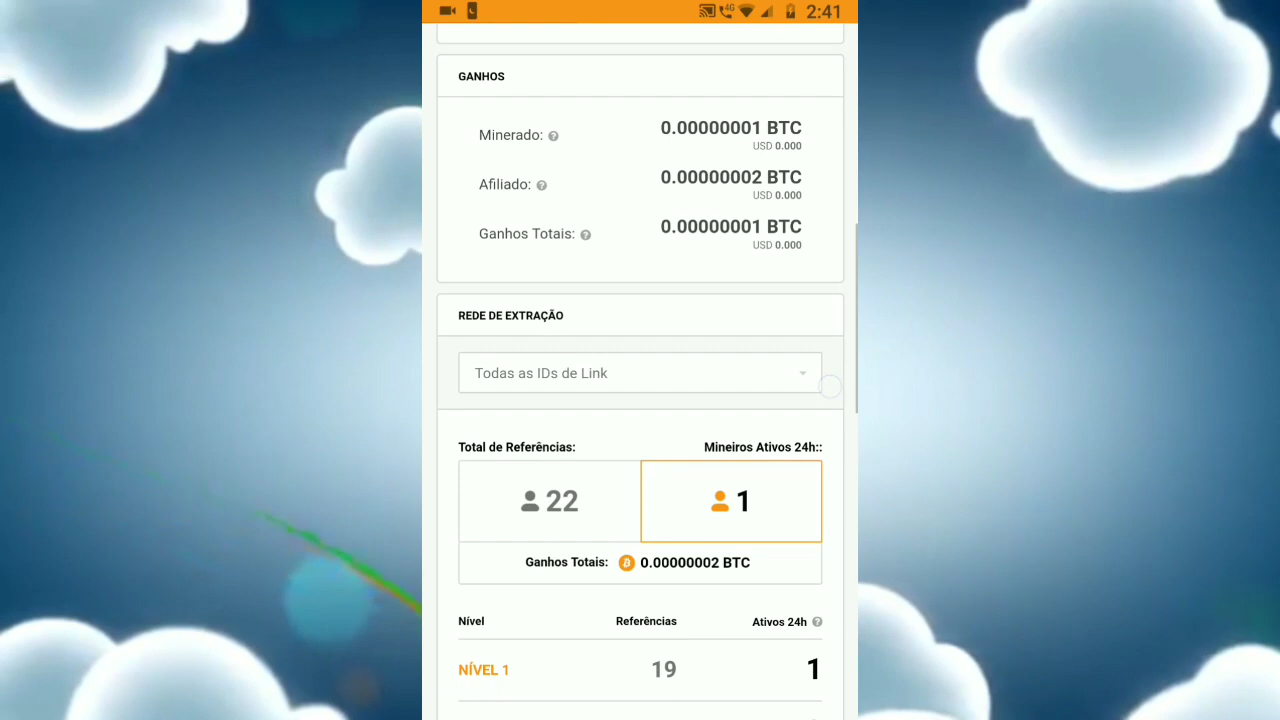 4G 2:41
GANHOS
Minerado: 0.00000001 BTC
USD 0.000
Afiliado: 0.00000002 BTC
USD 0.000
Ganhos Totais: 0.00000001 BTC
USD 0.000
REDE DE EXTRAÇÃO
Todas as IDs de Link
Total de Referências: Mineiros Ativos 24h::
22 1
Ganhos Totais: 0.00000002 BTC
Nível Referências Ativos 24h
NÍVEL 1 19 1